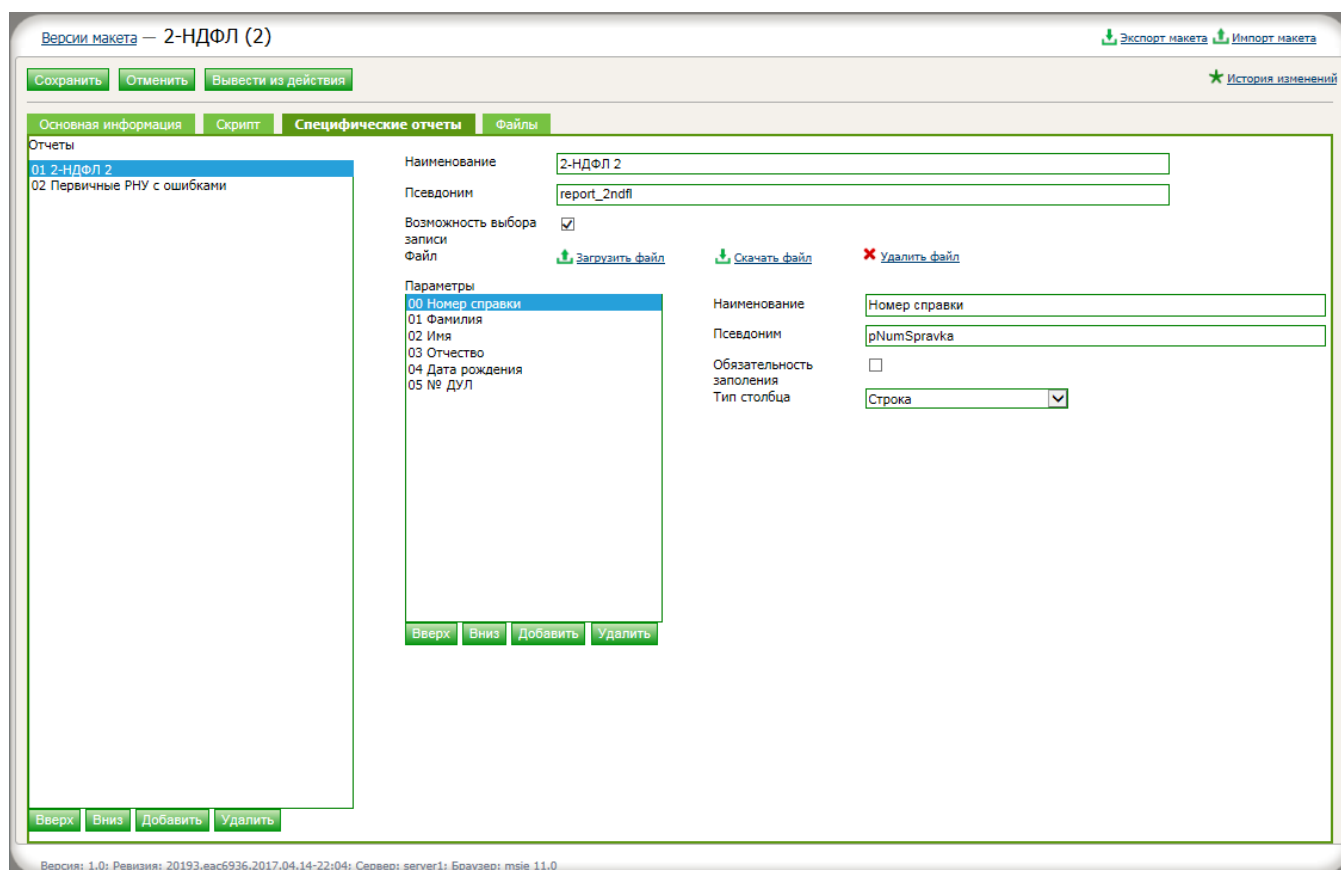 Версии макета — 2-НДФЛ (2)
Экспорт макета Импорт макета
Сохранить Отменить Вывести из действия
История изменений
Основная информация Скрипт Специфические отчеты Файлы
Отчеты
01 2-НДФЛ 2
02 Первичные РНУ с ошибками
Наименование 2-НДФЛ 2
Псевдоним report_2ndfl
Возможность выбора
записи
Файл Загрузить файл Скачать файл Удалить файл
Параметры
00 Номер справки
01 Фамилия
02 Имя
03 Отчество
04 Дата рождения
05 № ДУЛ
Наименование Номер справки
Псевдоним pNumSpravka
Обязательность
заполения
Тип столбца Строка
Вверх Вниз Добавить Удалить
Вверх Вниз Добавить Удалить
Версия: 1.0; Ревизия: 20193.eac6936.2017.04.14-22:04; Сервер: server1; Браузер: msie 11.0